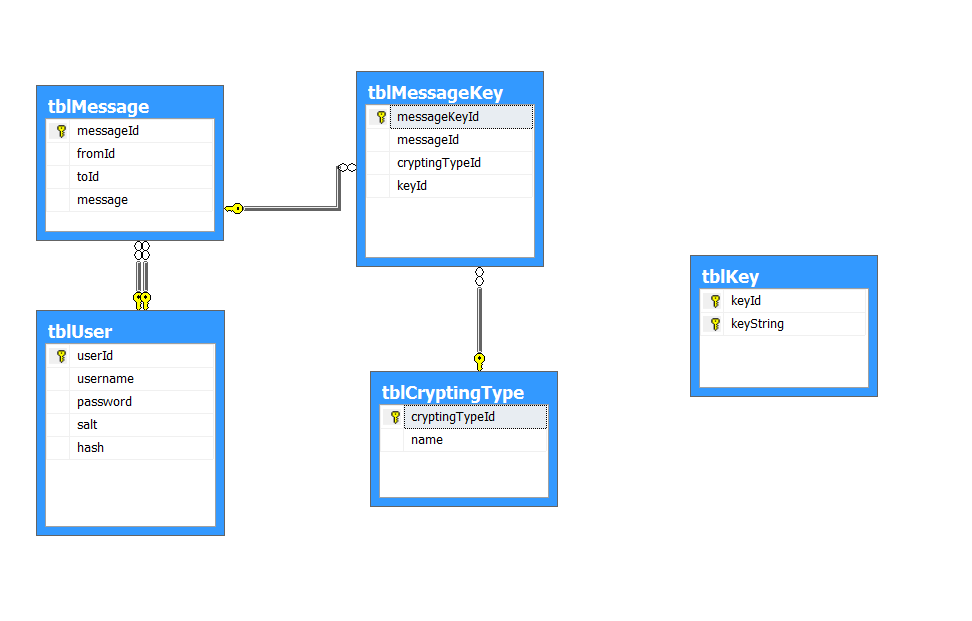 tblMessage
messageId
fromId
toId
message
tblMessageKey
messageKeyId
messageId
cryptingTypeId
keyId
tblKey
keyId
keyString
tblUser
userId
username
password
salt
hash
tblCryptingType
cryptingTypeId
name